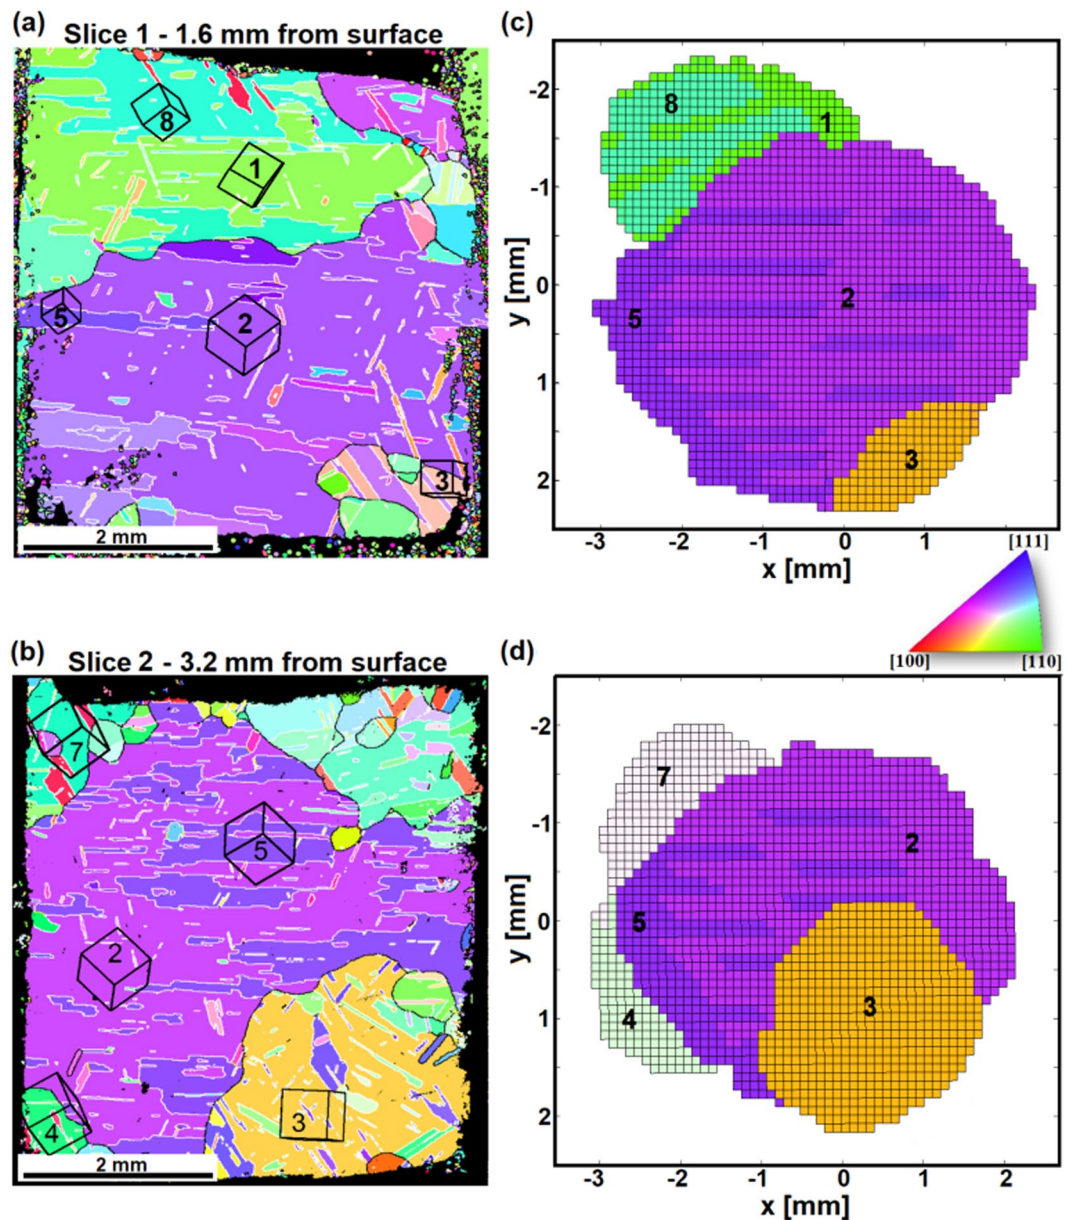 (a)
Slice 1 - 1.6 mm from surface
8
1
5
2
3
2 mm
(c)
8
1
5
2
3
-2
-1
0
1
2
y [mm]
-3 -2 -1 0 1
x [mm]
[111]
[100] [110]
(b)
Slice 2 - 3.2 mm from surface
7
5
2
4
3
2 mm
(d)
7
2
5
3
4
-2
-1
0
1
2
y [mm]
-3 -2 -1 0 1 2
x [mm]